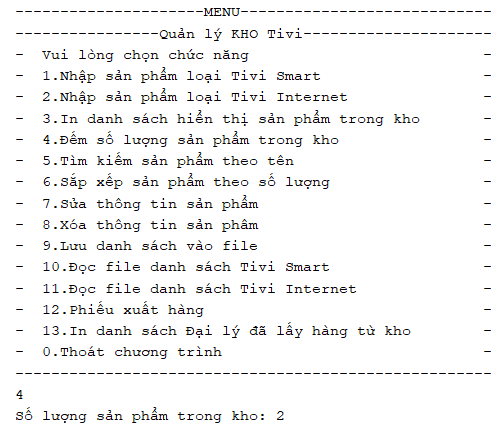 ----------------------MENU-----------------------------
----------------Quản lý KHO Tivi----------------------
-  Vui lòng chọn chức năng                           -
-  1.Nhập sản phẩm loại Tivi Smart                   -
-  2.Nhập sản phẩm loại Tivi Internet                -
-  3.In danh sách hiển thị sản phẩm trong kho        -
-  4.Đếm số lượng sản phẩm trong kho                 -
-  5.Tìm kiếm sản phẩm theo tên                      -
-  6.Sắp xếp sản phẩm theo số lượng                  -
-  7.Sửa thông tin sản phẩm                          -
-  8.Xóa thông tin sản phâm                          -
-  9.Lưu danh sách vào file                          -
-  10.Đọc file danh sách Tivi Smart                  -
-  11.Đọc file danh sách Tivi Internet               -
-  12.Phiếu xuất hàng                                -
-  13.In danh sách Đại lý đã lấy hàng từ kho         -
-  0.Thoát chương trình                              -
------------------------------------------------------
4
Số lượng sản phẩm trong kho: 2